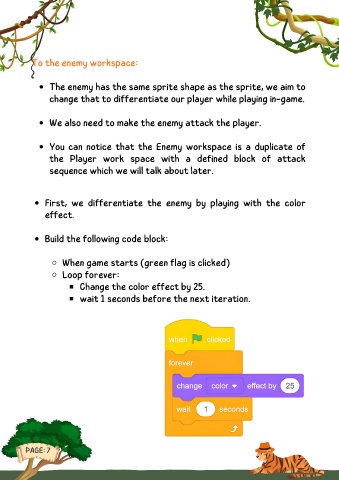 To the enemy workspace:
• The enemy has the same sprite shape as the sprite, we aim to
change that to differentiate our player while playing in-game.
• We also need to make the enemy attack the player.
• You can notice that the Enemy workspace is a duplicate of
the Player work space with a defined block of attack
sequence which we will talk about later.
• First, we differentiate the enemy by playing with the color
effect.
• Build the following code block:
○ When game starts (green flag is clicked)
○ Loop forever:
▪ Change the color effect by 25.
▪ wait 1 seconds before the next iteration.
when clicked
forever
change color effect by 25
wait 1 seconds
PAGE: 7